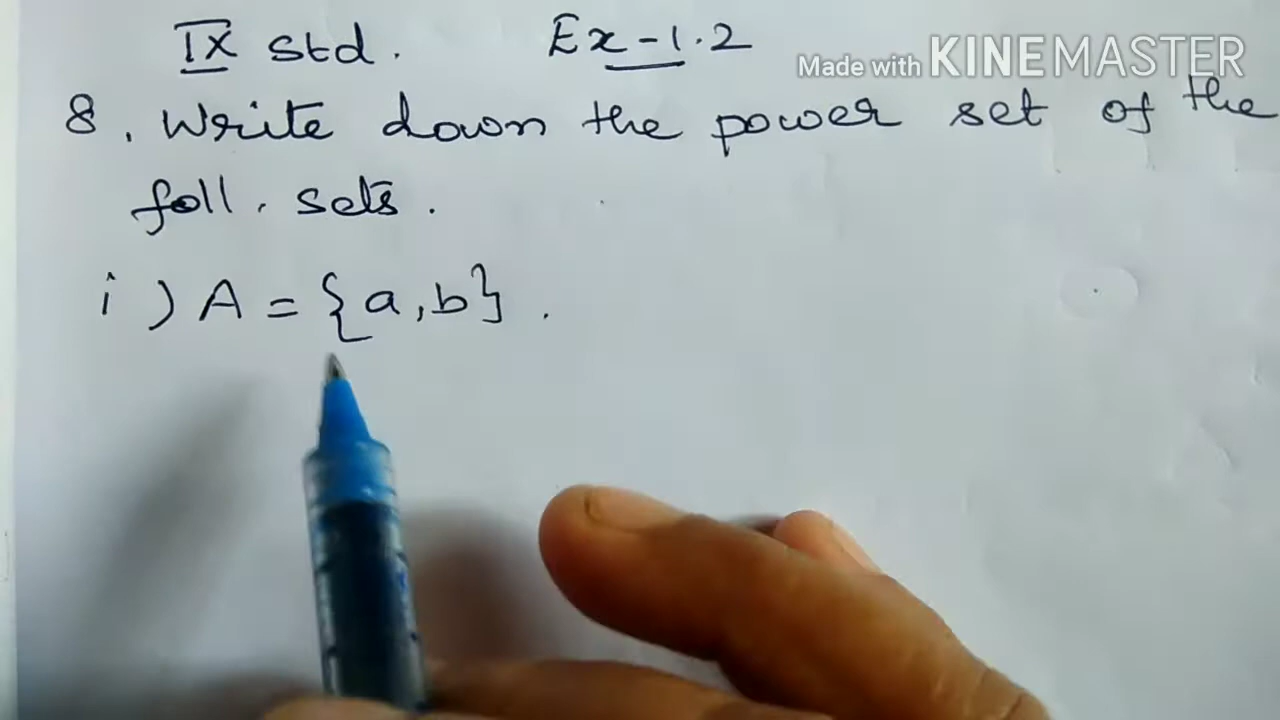 IX std. Ex-1.2
Made with KINEMASTER
8. Write down the power set of the
foll. sets.
i) A = {a,b}.